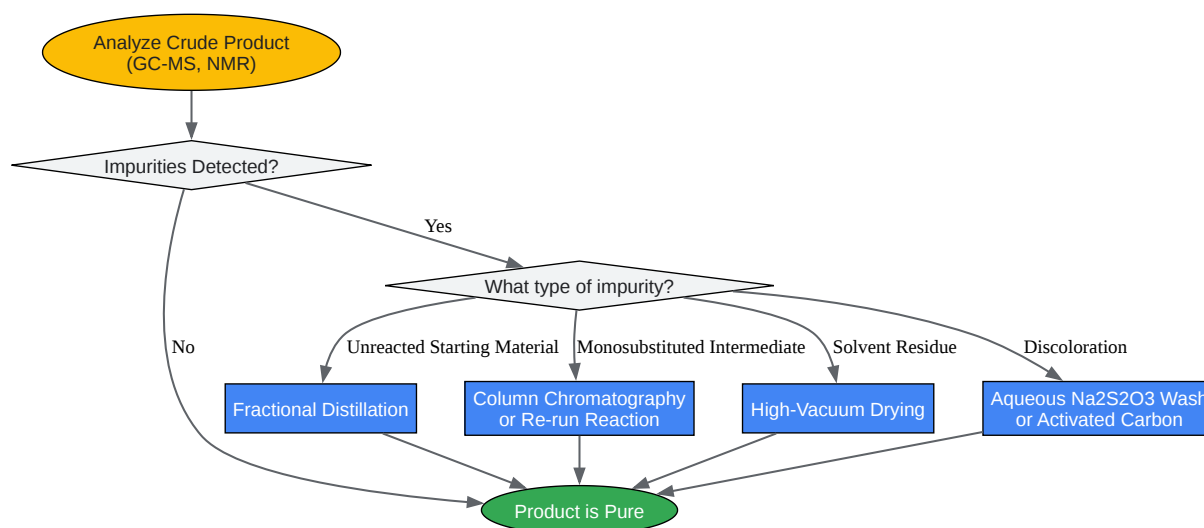 Analyze Crude Product
(GC-MS, NMR)
Impurities Detected?
Yes
What type of impurity?
No
Unreacted Starting Material
Monosubstituted Intermediate
Solvent Residue
Discoloration
Fractional Distillation
Column Chromatography
or Re-run Reaction
High-Vacuum Drying
Aqueous Na2S2O3 Wash
or Activated Carbon
Product is Pure